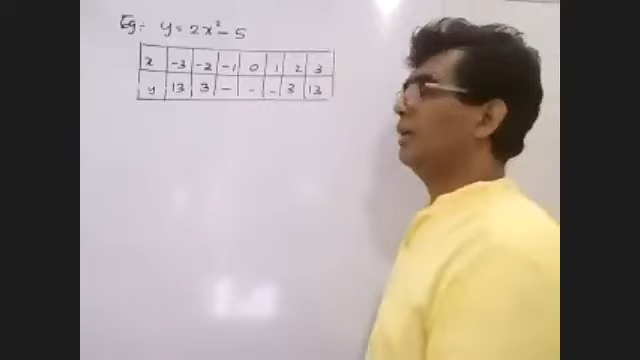 Eg:- y = 2x² - 5
x -3 -2 -1 0 1 2 3
y 13 3 - - - 3 13